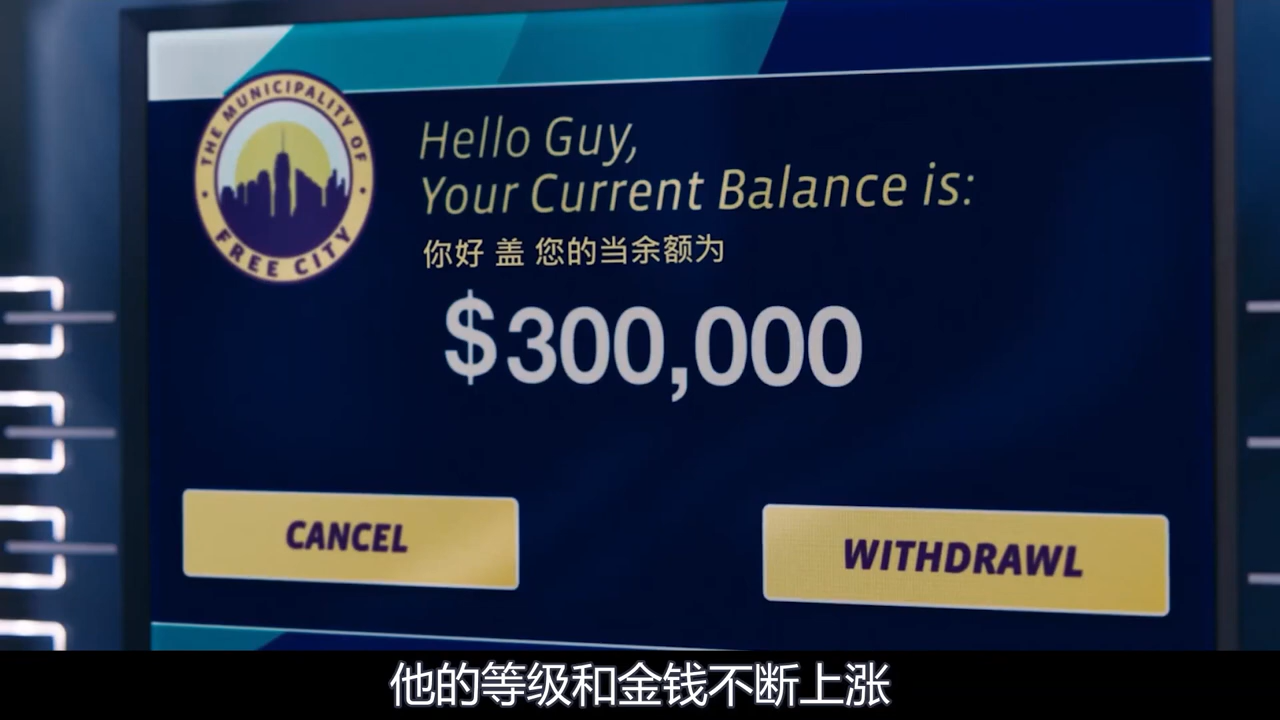 THE MUNICIPALITY OF
FREE CITY
Hello Guy,
Your Current Balance is:
你好 盖 您的当余额为
$300,000
CANCEL
WITHDRAWL
他的等级和金钱不断上涨